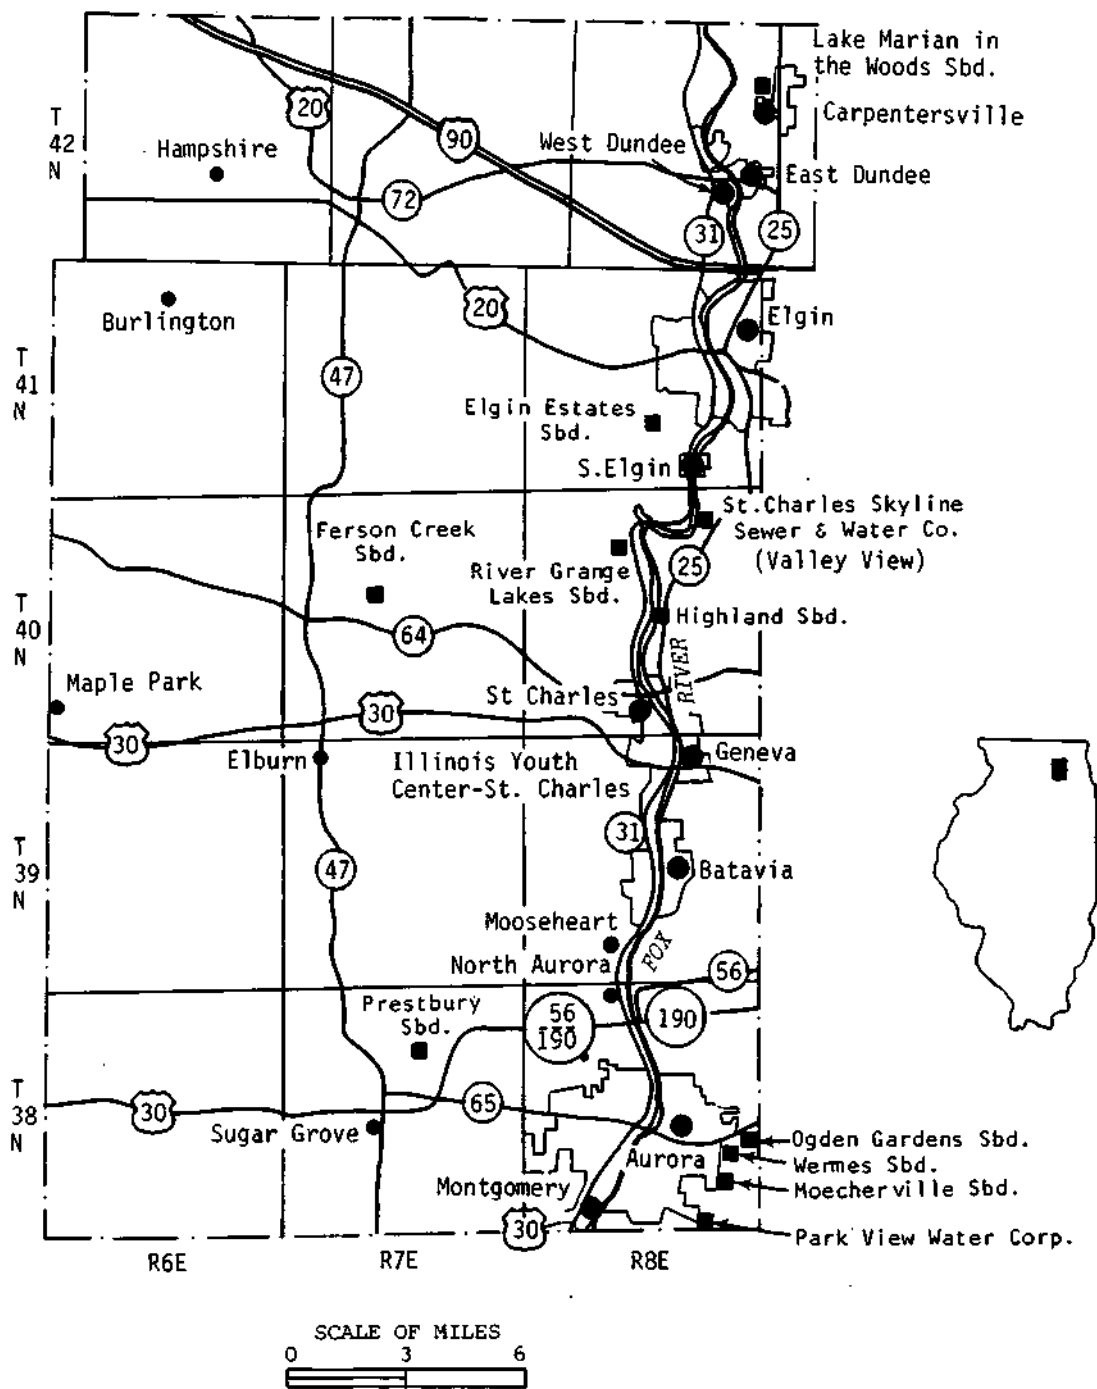 Lake Marian in
the Woods Sbd.
T
42
N
20
90
Carpentersville
West Dundee
Hampshire
East Dundee
72
31
25
Burlington
20
Elgin
T
41
N
47
Elgin Estates
Sbd.
S.Elgin
St.Charles Skyline
Sewer & Water Co.
(Valley View)
Ferson Creek
Sbd.
25
River Grange
Lakes Sbd.
T
40
N
64
Highland Sbd.
RIVER
Maple Park
St Charles
30
30
Elburn
Illinois Youth
Center-St. Charles
Geneva
31
T
39
N
47
Batavia
Mooseheart
FOX
North Aurora
56
Prestbury
Sbd.
56
190
190
T
38
N
30
65
Sugar Grove
Aurora
Ogden Gardens Sbd.
Wermes Sbd.
Moecherville Sbd.
Montgomery
30
Park View Water Corp.
R6E
R7E
R8E
SCALE OF MILES
0 3 6